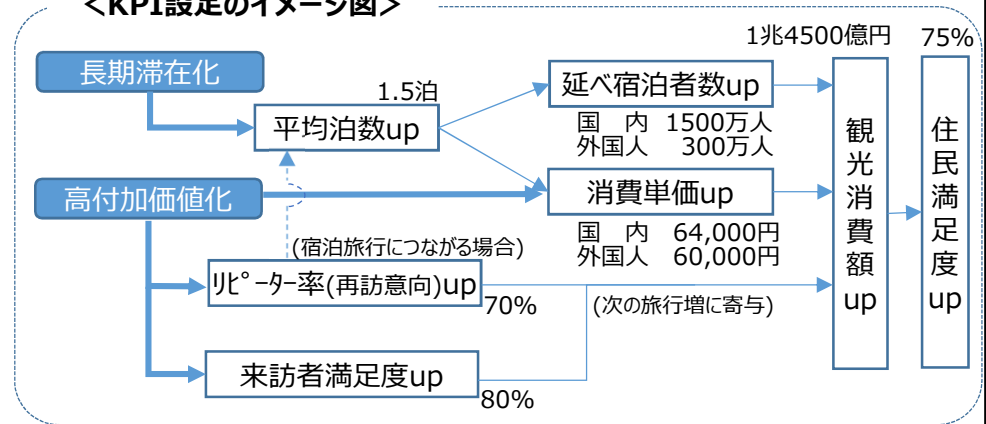 <KPI設定のイメージ図>
1兆4500億円 75%
長期滞在化
1.5泊
平均泊数up
延べ宿泊者数up
国 内 1500万人
外国人 300万人
高付加価値化
消費単価up
国 内 64,000円
外国人 60,000円
(宿泊旅行につながる場合)
ﾘﾋﾟｰﾀｰ率(再訪意向)up
70%
(次の旅行増に寄与)
来訪者満足度up
80%
観光消費額up
住民満足度up